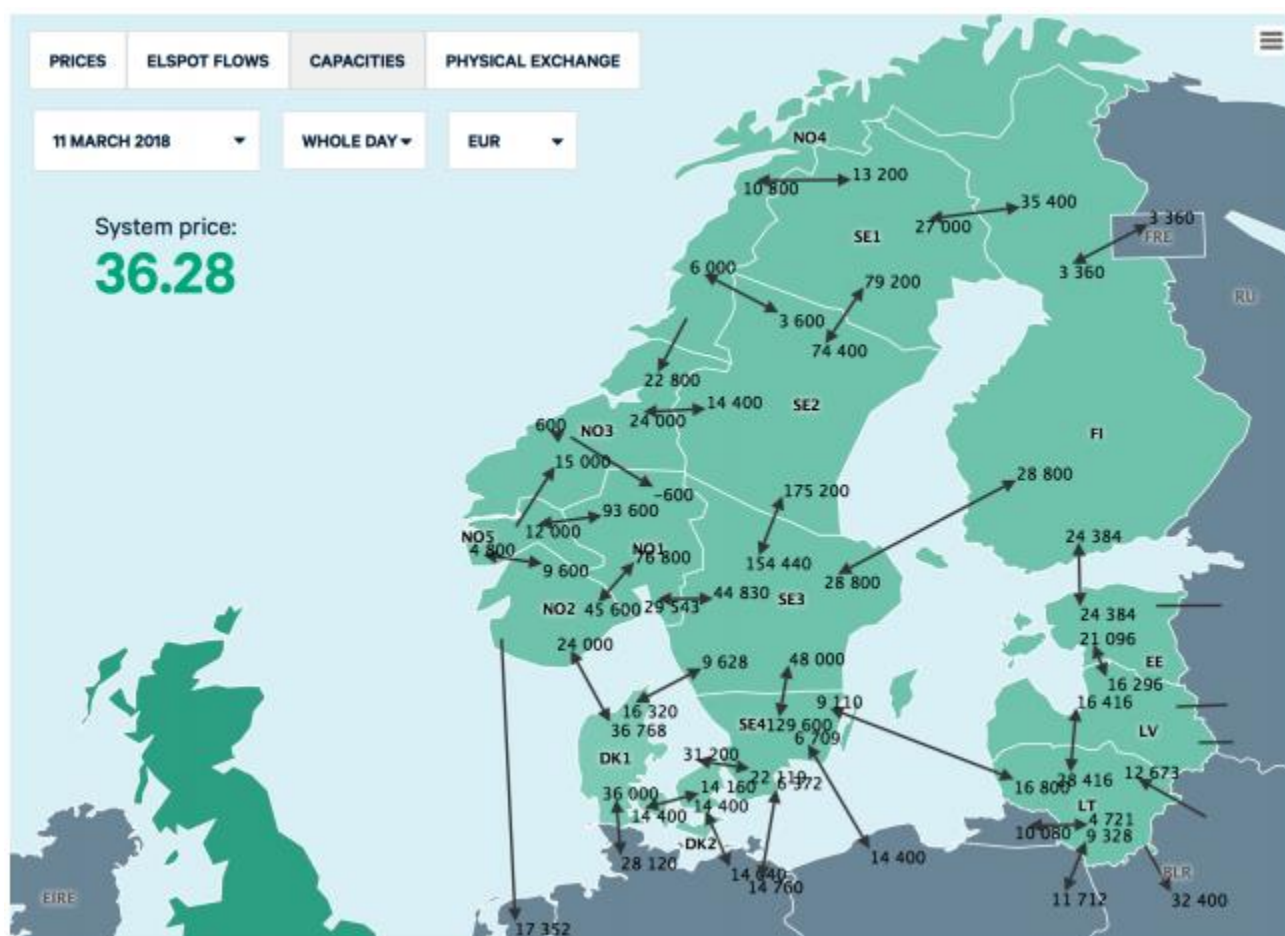 PRICES
ELSPOT FLOWS
CAPACITIES
PHYSICAL EXCHANGE
11 MARCH 2018
WHOLE DAY
EUR
System price:
36.28
NO4
10 800
13 200
35 400
27 000
3 360
FRE
SE1
3 360
RU
6 000
79 200
3 600
74 400
22 800
14 400
24 000
SE2
600
NO3
FI
15 000
28 800
-600
175 200
93 600
12 000
NO5
4 800
NO1
76 800
24 384
9 600
154 440
28 800
44 830
SE3
NO2
45 600
29 543
24 384
24 000
21 096
9 628
48 000
EE
16 296
16 320
9 110
16 416
36 768
SE4
129 600
6 709
LV
DK1
31 200
22 110
28 416
12 673
36 000
14 160
6 372
16 800
14 400
14 400
LT
4 721
10 080
9 328
DK2
28 120
14 640
14 760
14 400
EIRE
BLR
11 712
32 400
17 352